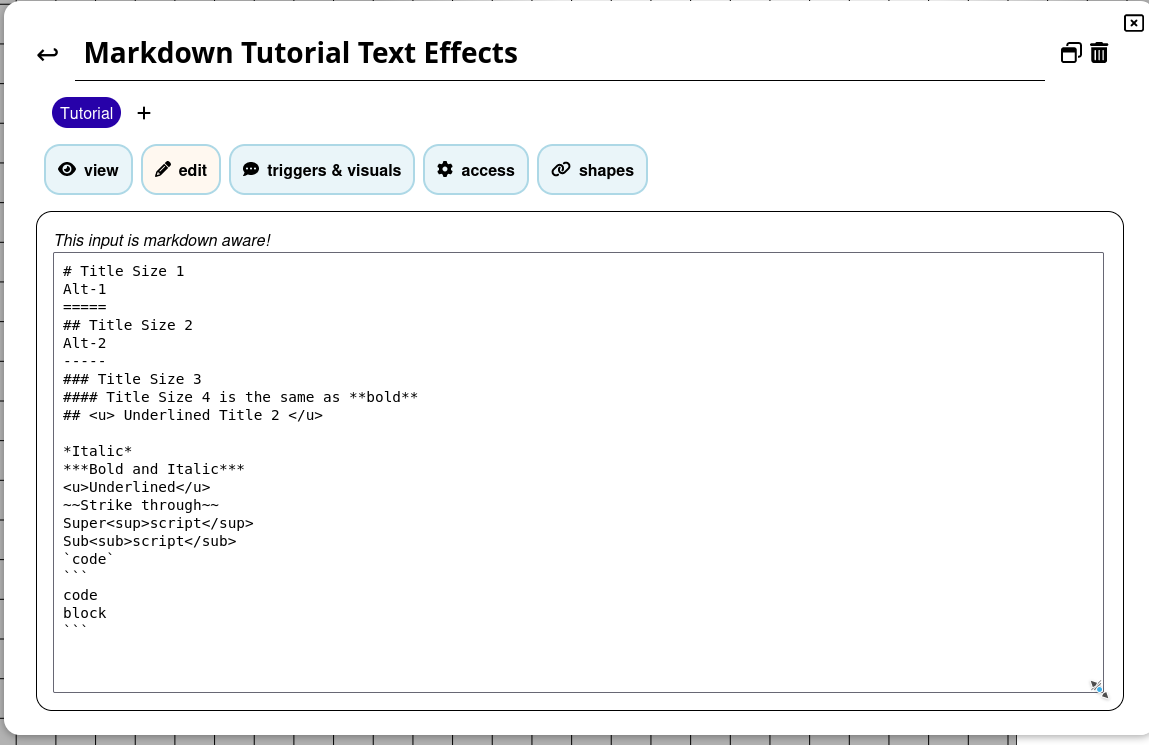 Markdown Tutorial Text Effects
Tutorial +
view edit triggers & visuals access shapes
This input is markdown aware!
# Title Size 1
Alt-1
=====
## Title Size 2
Alt-2
-----
### Title Size 3
#### Title Size 4 is the same as **bold**
## <u> Underlined Title 2 </u>

*Italic*
***Bold and Italic***
<u>Underlined</u>
~~Strike through~~
Super<sup>script</sup>
Sub<sub>script</sub>
`code`
```
code
block
```